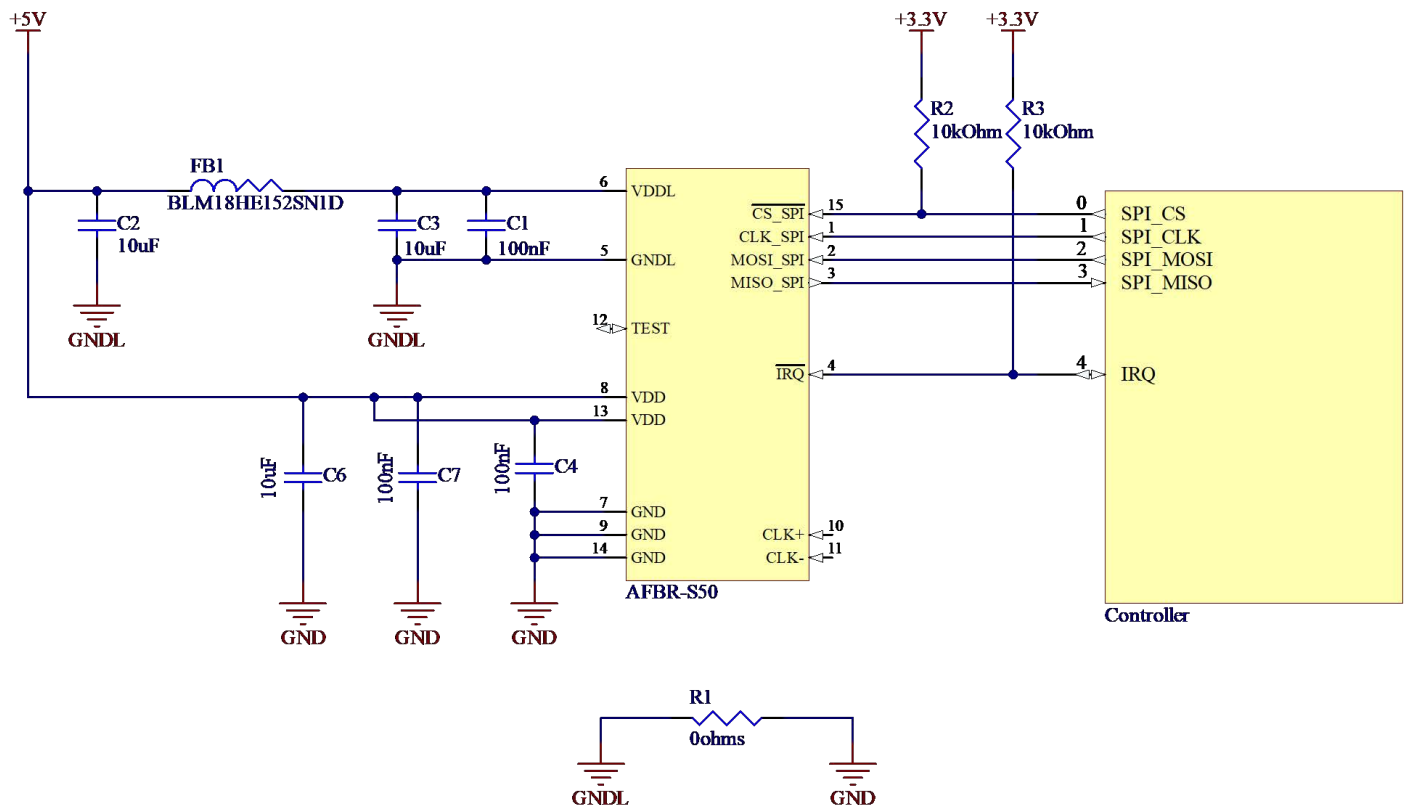 +5V
+3.3V
+3.3V
R2
10kOhm
R3
10kOhm
FB1
BLM18HE152SN1D
C2
10uF
C3
10uF
C1
100nF
6
VDDL
5
GNDL
12
TEST
8
VDD
13
VDD
7
GND
9
GND
14
GND
CS_SPI
15
CLK_SPI
1
MOSI_SPI
2
MISO_SPI
3
IRQ
4
CLK+
10
CLK-
11
AFBR-S50
0
SPI_CS
1
SPI_CLK
2
SPI_MOSI
3
SPI_MISO
4
IRQ
Controller
GNDL
GNDL
10uF
C6
100nF
C7
100nF
C4
GND
GND
GND
R1
0ohms
GNDL
GND